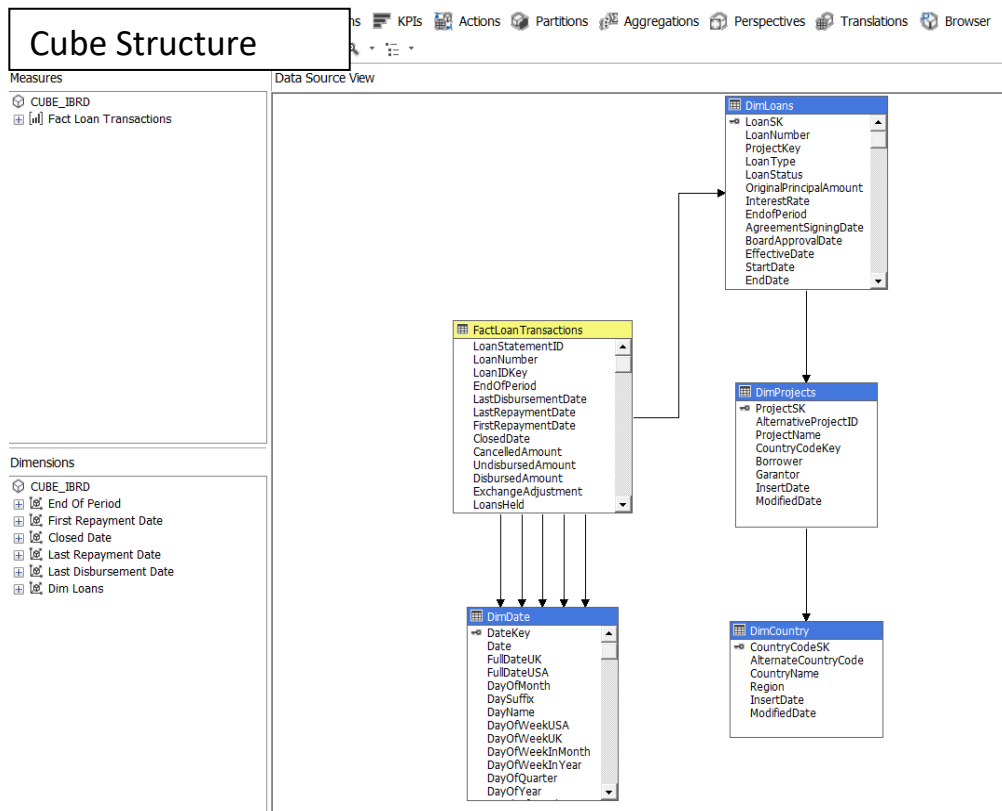 Cube Structure
ns KPIs Actions Partitions Aggregations Perspectives Translations Browser
Measures
CUBE_IBRD
Fact Loan Transactions
Dimensions
CUBE_IBRD
End Of Period
First Repayment Date
Closed Date
Last Repayment Date
Last Disbursement Date
Dim Loans
Data Source View
DimLoans
LoanSK
LoanNumber
ProjectKey
LoanType
LoanStatus
OriginalPrincipalAmount
InterestRate
EndofPeriod
AgreementSigningDate
BoardApprovalDate
EffectiveDate
StartDate
EndDate
FactLoanTransactions
LoanStatementID
LoanNumber
LoanIDKey
EndOfPeriod
LastDisbursementDate
LastRepaymentDate
FirstRepaymentDate
ClosedDate
CancelledAmount
UndisbursedAmount
DisbursedAmount
ExchangeAdjustment
LoansHeld
DimProjects
ProjectSK
AlternativeProjectID
ProjectName
CountryCodeKey
Borrower
Garantor
InsertDate
ModifiedDate
DimDate
DateKey
Date
FullDateUK
FullDateUSA
DayOfMonth
DaySuffix
DayName
DayOfWeekUSA
DayOfWeekUK
DayOfWeekInMonth
DayOfWeekInYear
DayOfQuarter
DayOfYear
DimCountry
CountryCodeSK
AlternateCountryCode
CountryName
Region
InsertDate
ModifiedDate